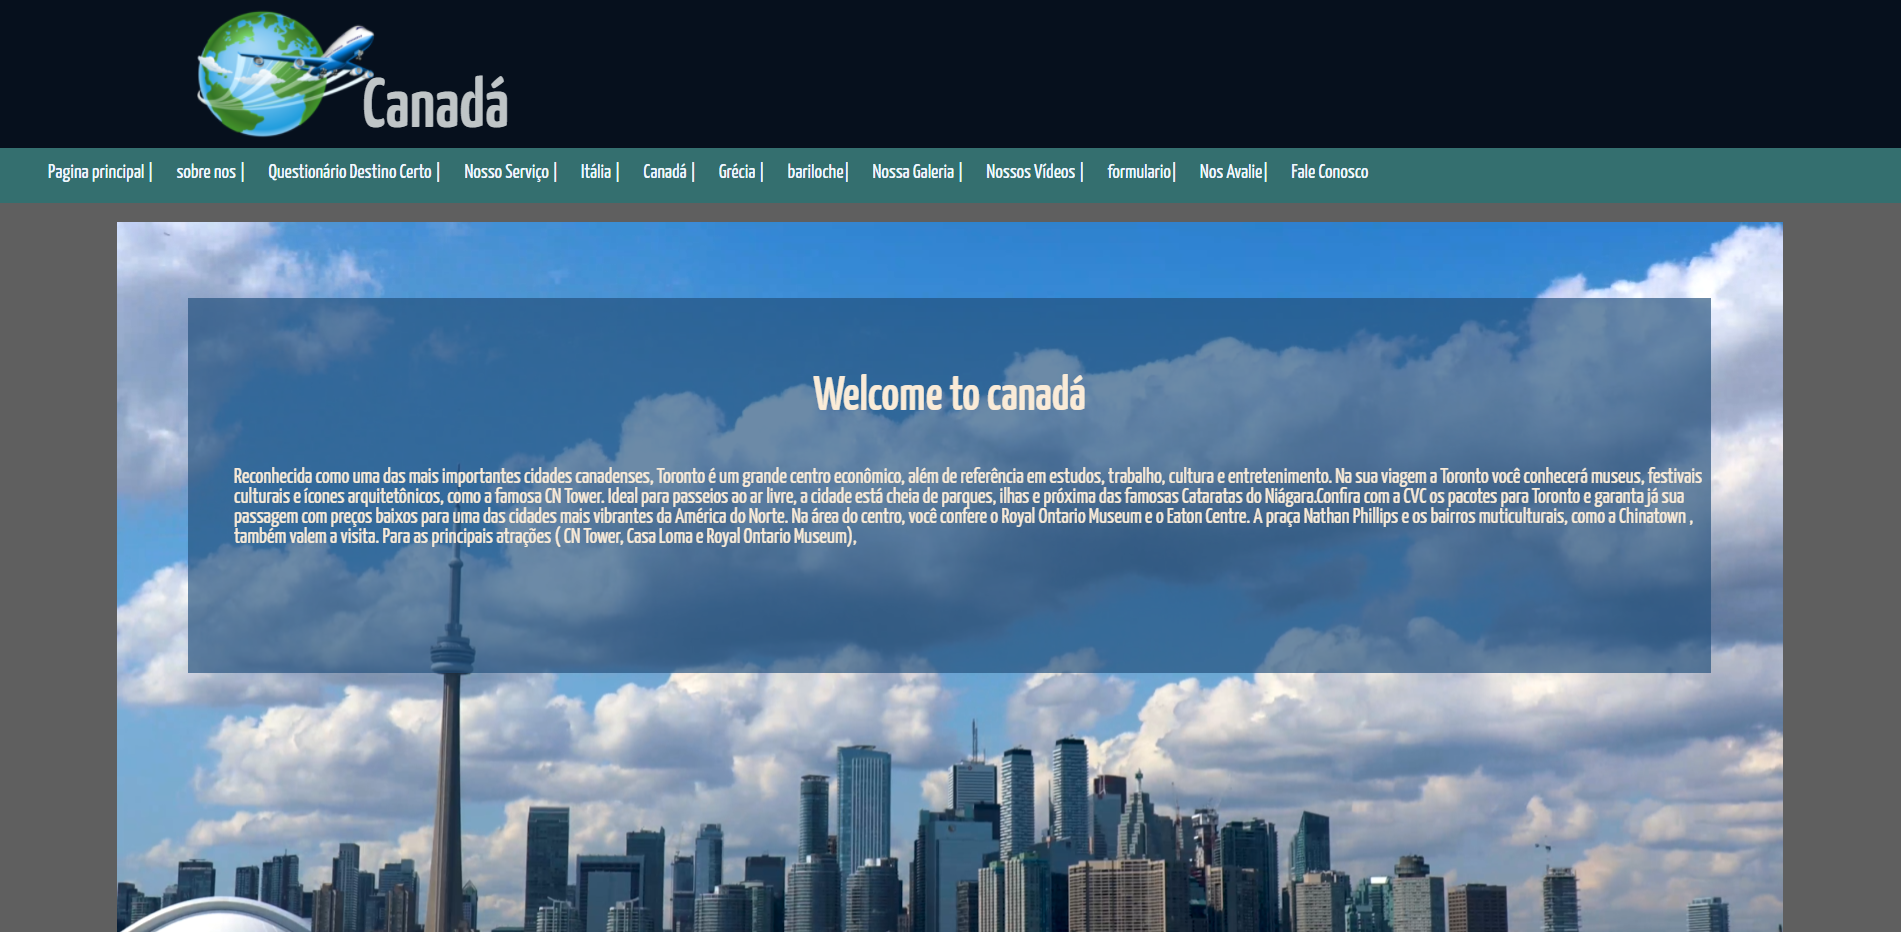 Canadá
Pagina principal | sobre nos | Questionário Destino Certo | Nosso Serviço | Itália | Canadá | Grécia | bariloche| Nossa Galeria | Nossos Vídeos | formulario| Nos Avalie| Fale Conosco
Welcome to canadá
Reconhecida como uma das mais importantes cidades canadenses, Toronto é um grande centro econômico, além de referência em estudos, trabalho, cultura e entretenimento. Na sua viagem a Toronto você conhecerá museus, festivais
culturais e ícones arquitetônicos, como a famosa CN Tower. Ideal para passeios ao ar livre, a cidade está cheia de parques, ilhas e próxima das famosas Cataratas do Niágara.Confira com a CVC os pacotes para Toronto e garanta já sua
passagem com preços baixos para uma das cidades mais vibrantes da América do Norte. Na área do centro, você confere o Royal Ontario Museum e o Eaton Centre. A praça Nathan Phillips e os bairros muticulturais, como a Chinatown ,
também valem a visita. Para as principais atrações ( CN Tower, Casa Loma e Royal Ontario Museum),